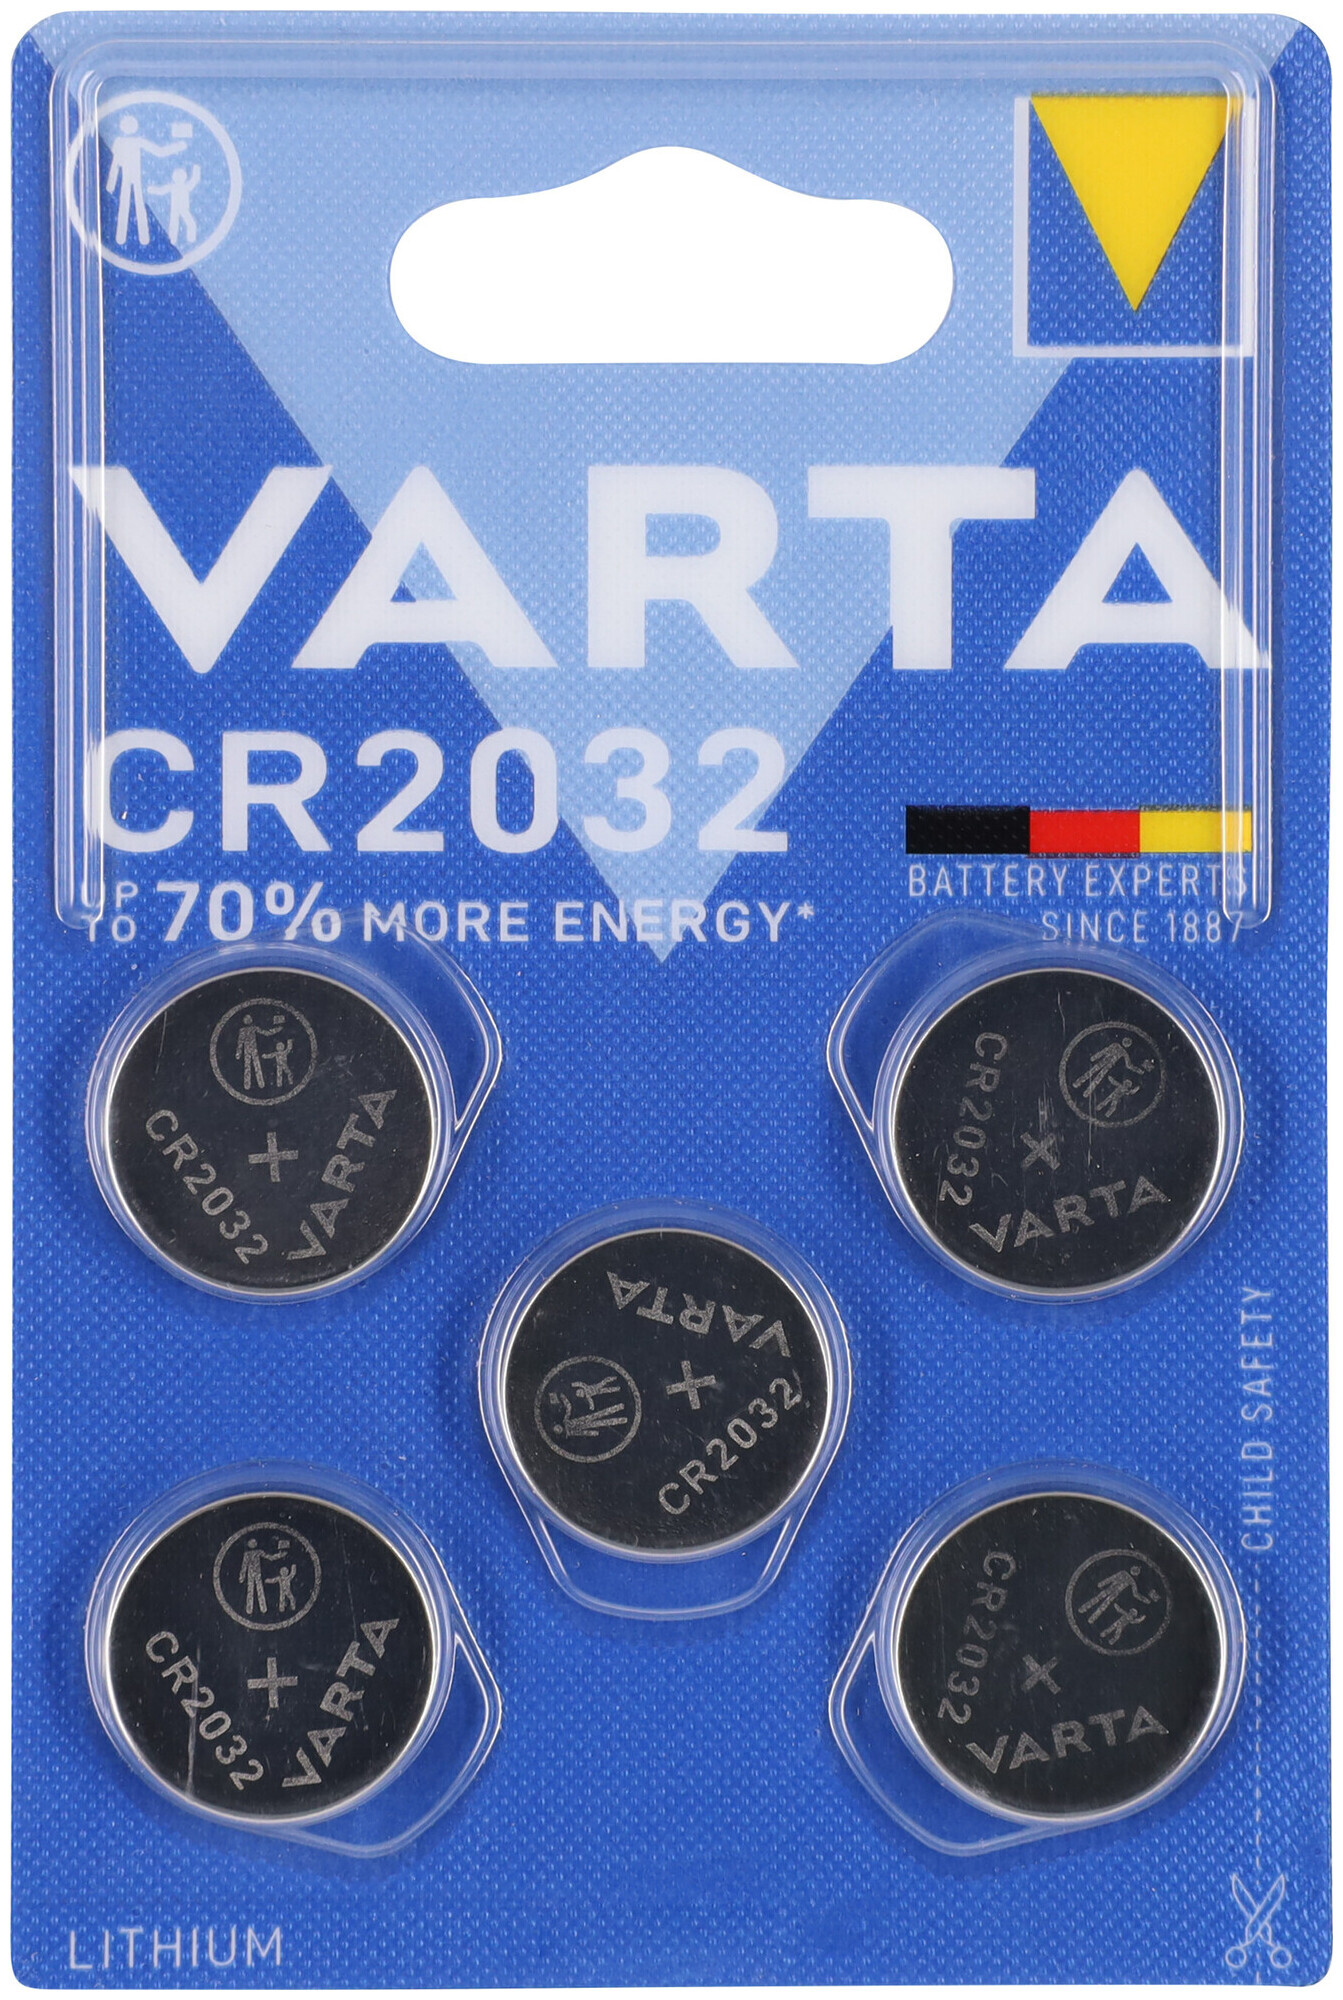 VARTA
CR2032
UP TO 70% MORE ENERGY*
BATTERY EXPERTS
SINCE 1887
CR2032
+
VARTA
CR2032
+
VARTA
VARTA
+
CR2032
CHILD SAFETY
CR2032
+
VARTA
CR2032
+
VARTA
LITHIUM